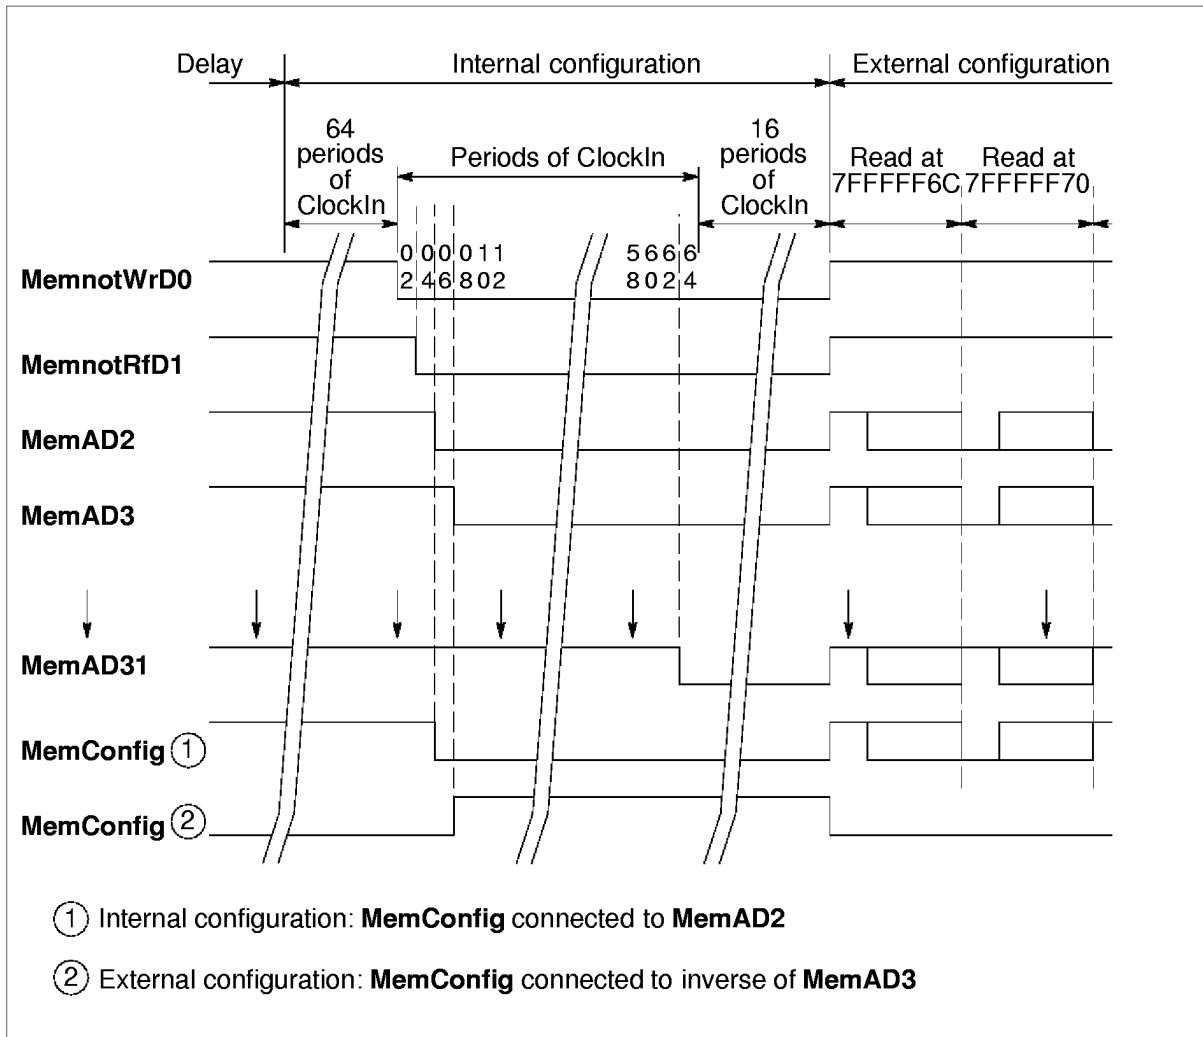 Delay
Internal configuration
External configuration
64
periods
of
ClockIn
Periods of ClockIn
16
periods
of
ClockIn
Read at
7FFFFF6C
Read at
7FFFFF70
0 0 0 0 1 1
2 4 6 8 0 2
5 6 6 6
8 0 2 4
MemnotWrD0
MemnotRfD1
MemAD2
MemAD3
MemAD31
MemConfig 1
MemConfig 2
1 Internal configuration: MemConfig connected to MemAD2
2 External configuration: MemConfig connected to inverse of MemAD3